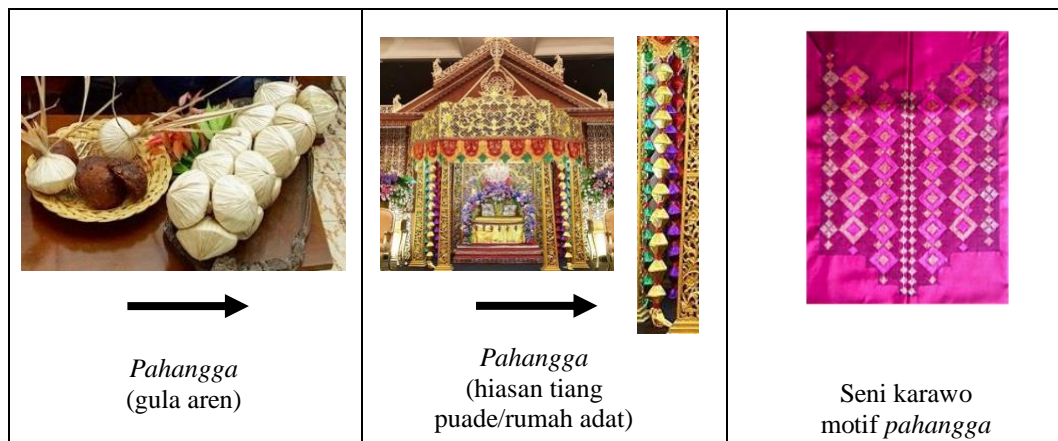 Pahangga
(gula aren)
Pahangga
(hiasan tiang
puade/rumah adat)
Seni karawo
motif pahangga